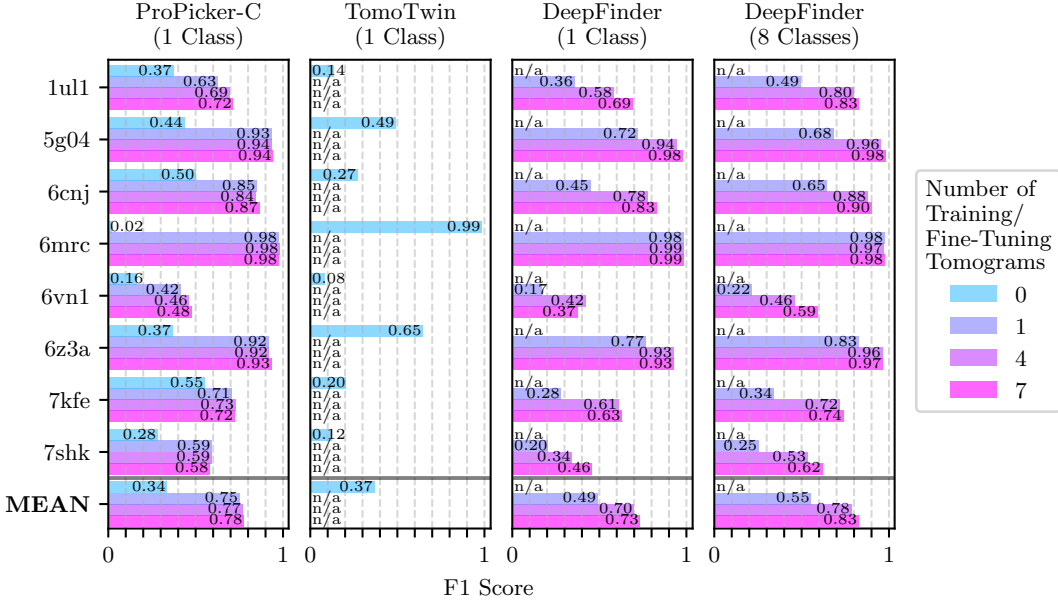 ProPicker-C
(1 Class)
TomoTwin
(1 Class)
DeepFinder
(1 Class)
DeepFinder
(8 Classes)
1ul1
0.37
0.63
0.69
0.72
0.14
n/a
n/a
n/a
n/a
0.36
0.58
0.69
n/a
0.49
0.80
0.83
5g04
0.44
0.93
0.94
0.94
0.49
n/a
n/a
n/a
n/a
0.72
0.94
0.98
n/a
0.68
0.96
0.98
6cnj
0.50
0.85
0.84
0.87
0.27
n/a
n/a
n/a
n/a
0.45
0.78
0.83
n/a
0.65
0.88
0.90
6mrc
0.02
0.98
0.98
0.98
0.99
n/a
n/a
n/a
n/a
0.98
0.99
0.99
n/a
0.98
0.97
0.98
6vn1
0.16
0.42
0.46
0.48
0.08
n/a
n/a
n/a
n/a
0.17
0.42
0.37
n/a
0.22
0.46
0.59
6z3a
0.37
0.92
0.92
0.93
0.65
n/a
n/a
n/a
n/a
0.77
0.93
0.93
n/a
0.83
0.96
0.97
7kfe
0.55
0.71
0.73
0.72
0.20
n/a
n/a
n/a
n/a
0.28
0.61
0.63
n/a
0.34
0.72
0.74
7shk
0.28
0.59
0.59
0.58
0.12
n/a
n/a
n/a
n/a
0.20
0.34
0.46
n/a
0.25
0.53
0.62
MEAN
0.34
0.75
0.77
0.78
0.37
n/a
n/a
n/a
n/a
0.49
0.70
0.73
n/a
0.55
0.78
0.83
0 1
0 1
0 1
0 1
F1 Score
Number of
Training/
Fine-Tuning
Tomograms
0
1
4
7